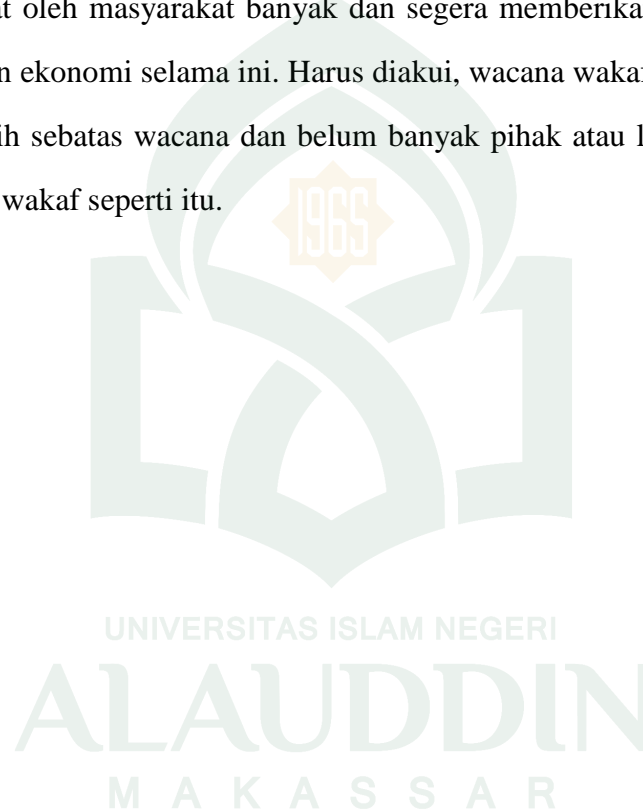 at oleh masyarakat banyak dan segera memberika
n ekonomi selama ini. Harus diakui, wacana waka
ih sebatas wacana dan belum banyak pihak atau l
wakaf seperti itu.
1965
UNIVERSITAS ISLAM NEGERI
ALAUDDIN
MAKASSAR